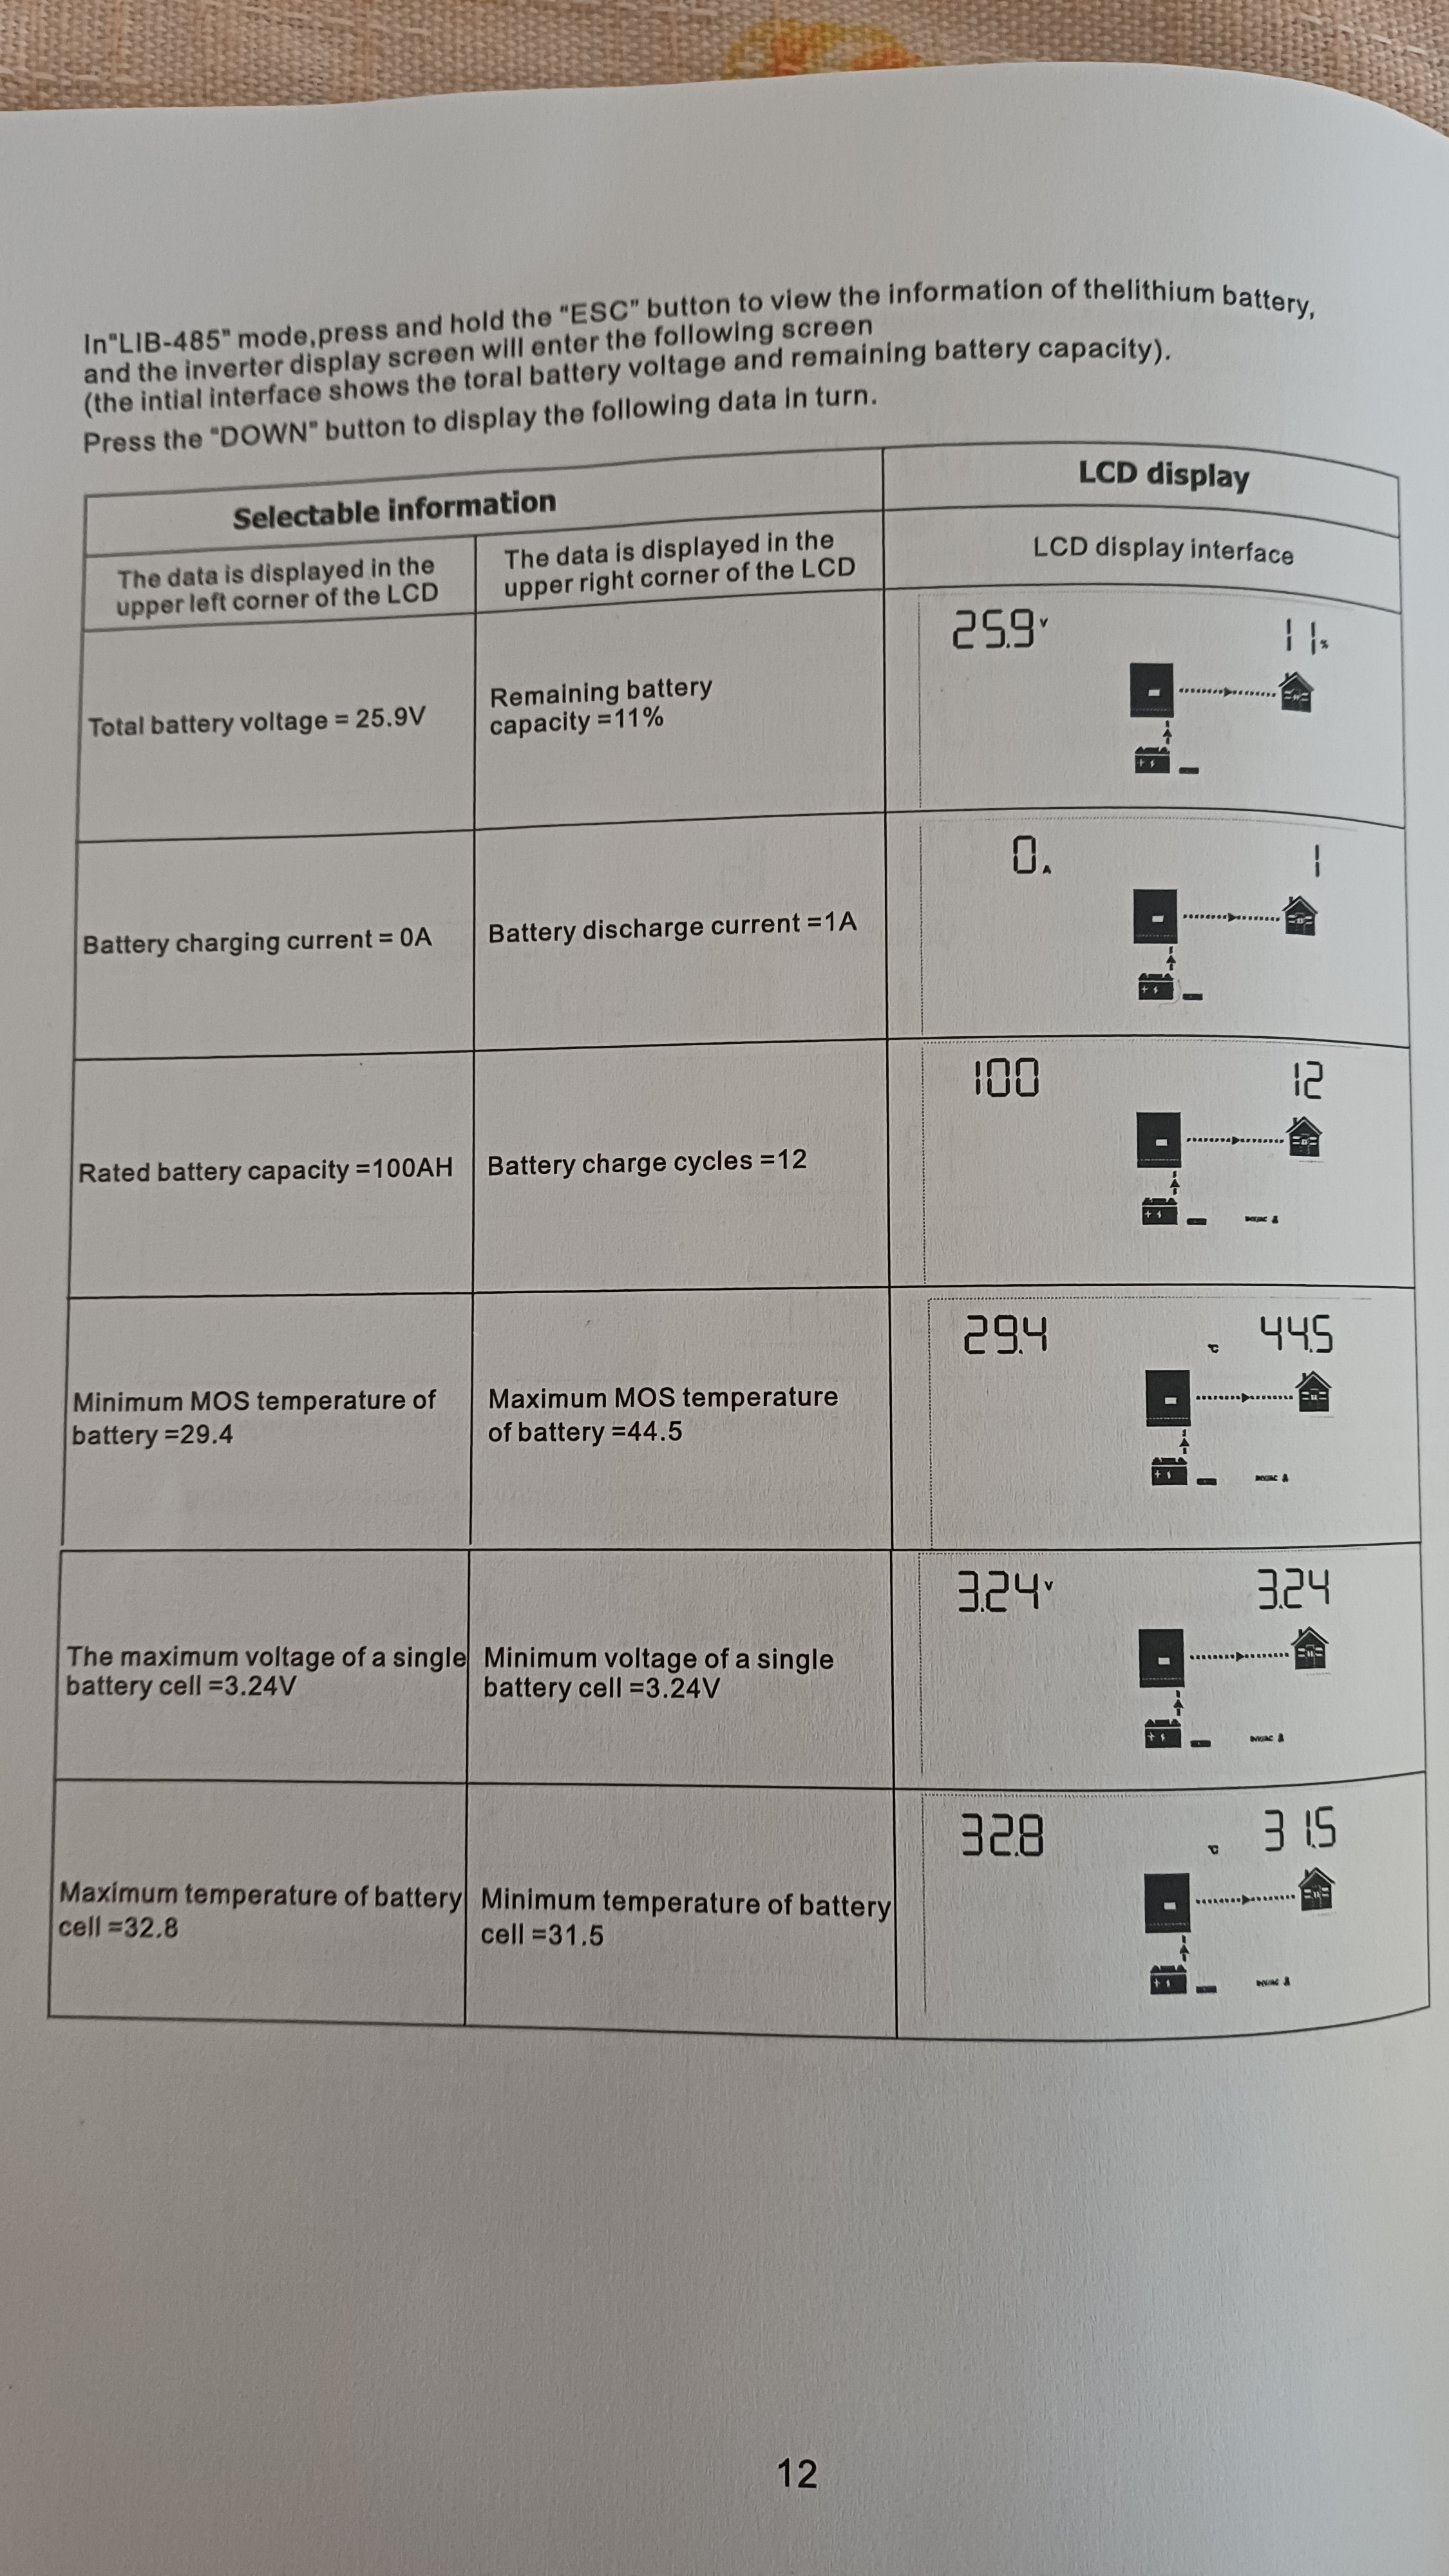 In"LIB-485" mode,press and hold the “ESC” button to view the information of thelithium battery,
and the inverter display screen will enter the following screen
(the intial interface shows the toral battery voltage and remaining battery capacity).
Press the “DOWN” button to display the following data in turn.
Selectable information
LCD display
The data is displayed in the
upper left corner of the LCD
The data is displayed in the
upper right corner of the LCD
LCD display interface
Total battery voltage = 25.9V
Remaining battery
capacity =11%
25.9 V
11 %
Battery charging current = 0A
Battery discharge current =1A
0 A
1
Rated battery capacity =100AH
Battery charge cycles =12
100
12
Minimum MOS temperature of
battery =29.4
Maximum MOS temperature
of battery =44.5
29.4
℃ 44.5
The maximum voltage of a single
battery cell =3.24V
Minimum voltage of a single
battery cell =3.24V
3.24 V
3.24
Maximum temperature of battery
cell =32.8
Minimum temperature of battery
cell =31.5
32.8
℃ 31.5
12